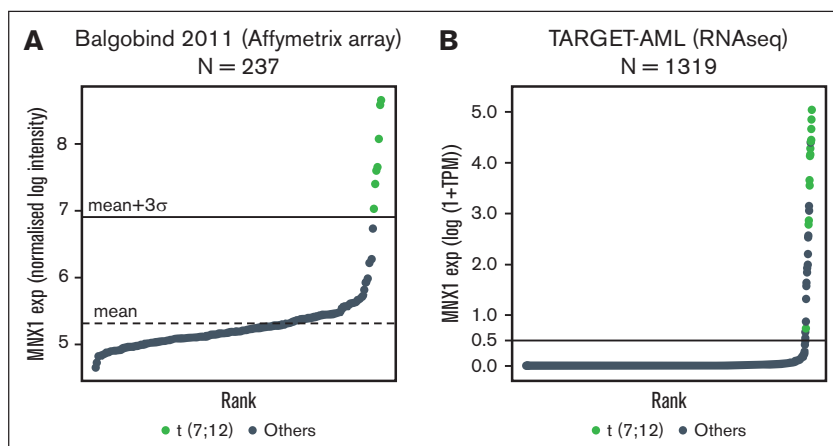 A
Balgobind 2011 (Affymetrix array)
N = 237
MNX1 exp (normalised log intensity)
8
7
6
5
mean+3σ
mean
Rank
t (7;12) Others
B
TARGET-AML (RNAseq)
N = 1319
MNX1 exp (log (1+TPM))
5.0
4.0
3.0
2.0
1.0
0.5
0.0
Rank
t (7;12) Others